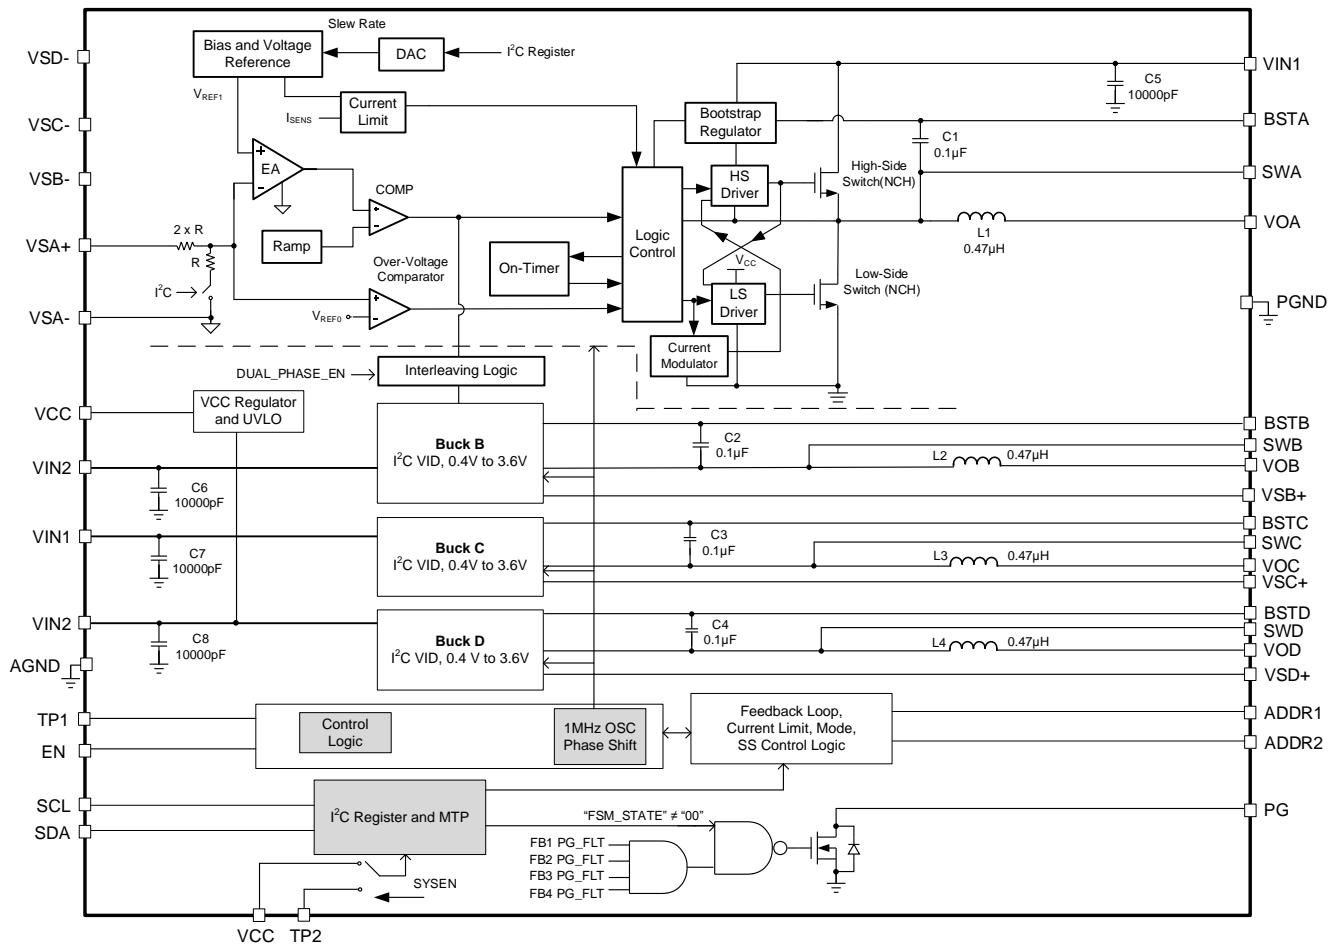 Slew Rate
VSD-
Bias and Voltage
Reference
DAC
I²C Register
VIN1
C5
10000pF
VREF1
Current
Limit
ISENS
Bootstrap
Regulator
BSTA
VSC-
C1
0.1µF
EA
HS
Driver
High-Side
Switch(NCH)
SWA
VSB-
COMP
2 x R
VSA+
R
Ramp
Logic
Control
L1
0.47µH
VOA
On-Timer
Over-Voltage
Comparator
VCC
I²C
LS
Driver
Low-Side
Switch (NCH)
PGND
VSA-
VREF0
Current
Modulator
DUAL_PHASE_EN
Interleaving Logic
VCC
VCC Regulator
and UVLO
BSTB
Buck B
I²C VID, 0.4V to 3.6V
C2
0.1µF
SWB
L2
0.47µH
VOB
VIN2
C6
10000pF
VSB+
BSTC
VIN1
C7
10000pF
Buck C
I²C VID, 0.4V to 3.6V
C3
0.1µF
SWC
L3
0.47µH
VOC
VSC+
BSTD
VIN2
C8
10000pF
Buck D
I²C VID, 0.4 V to 3.6V
C4
0.1µF
SWD
L4
0.47µH
VOD
AGND
VSD+
TP1
Control
Logic
1MHz OSC
Phase Shift
Feedback Loop,
Current Limit, Mode,
SS Control Logic
ADDR1
EN
ADDR2
SCL
I²C Register and MTP
"FSM_STATE" ≠ "00"
PG
SDA
FB1 PG_FLT
FB2 PG_FLT
FB3 PG_FLT
FB4 PG_FLT
SYSEN
VCC
TP2